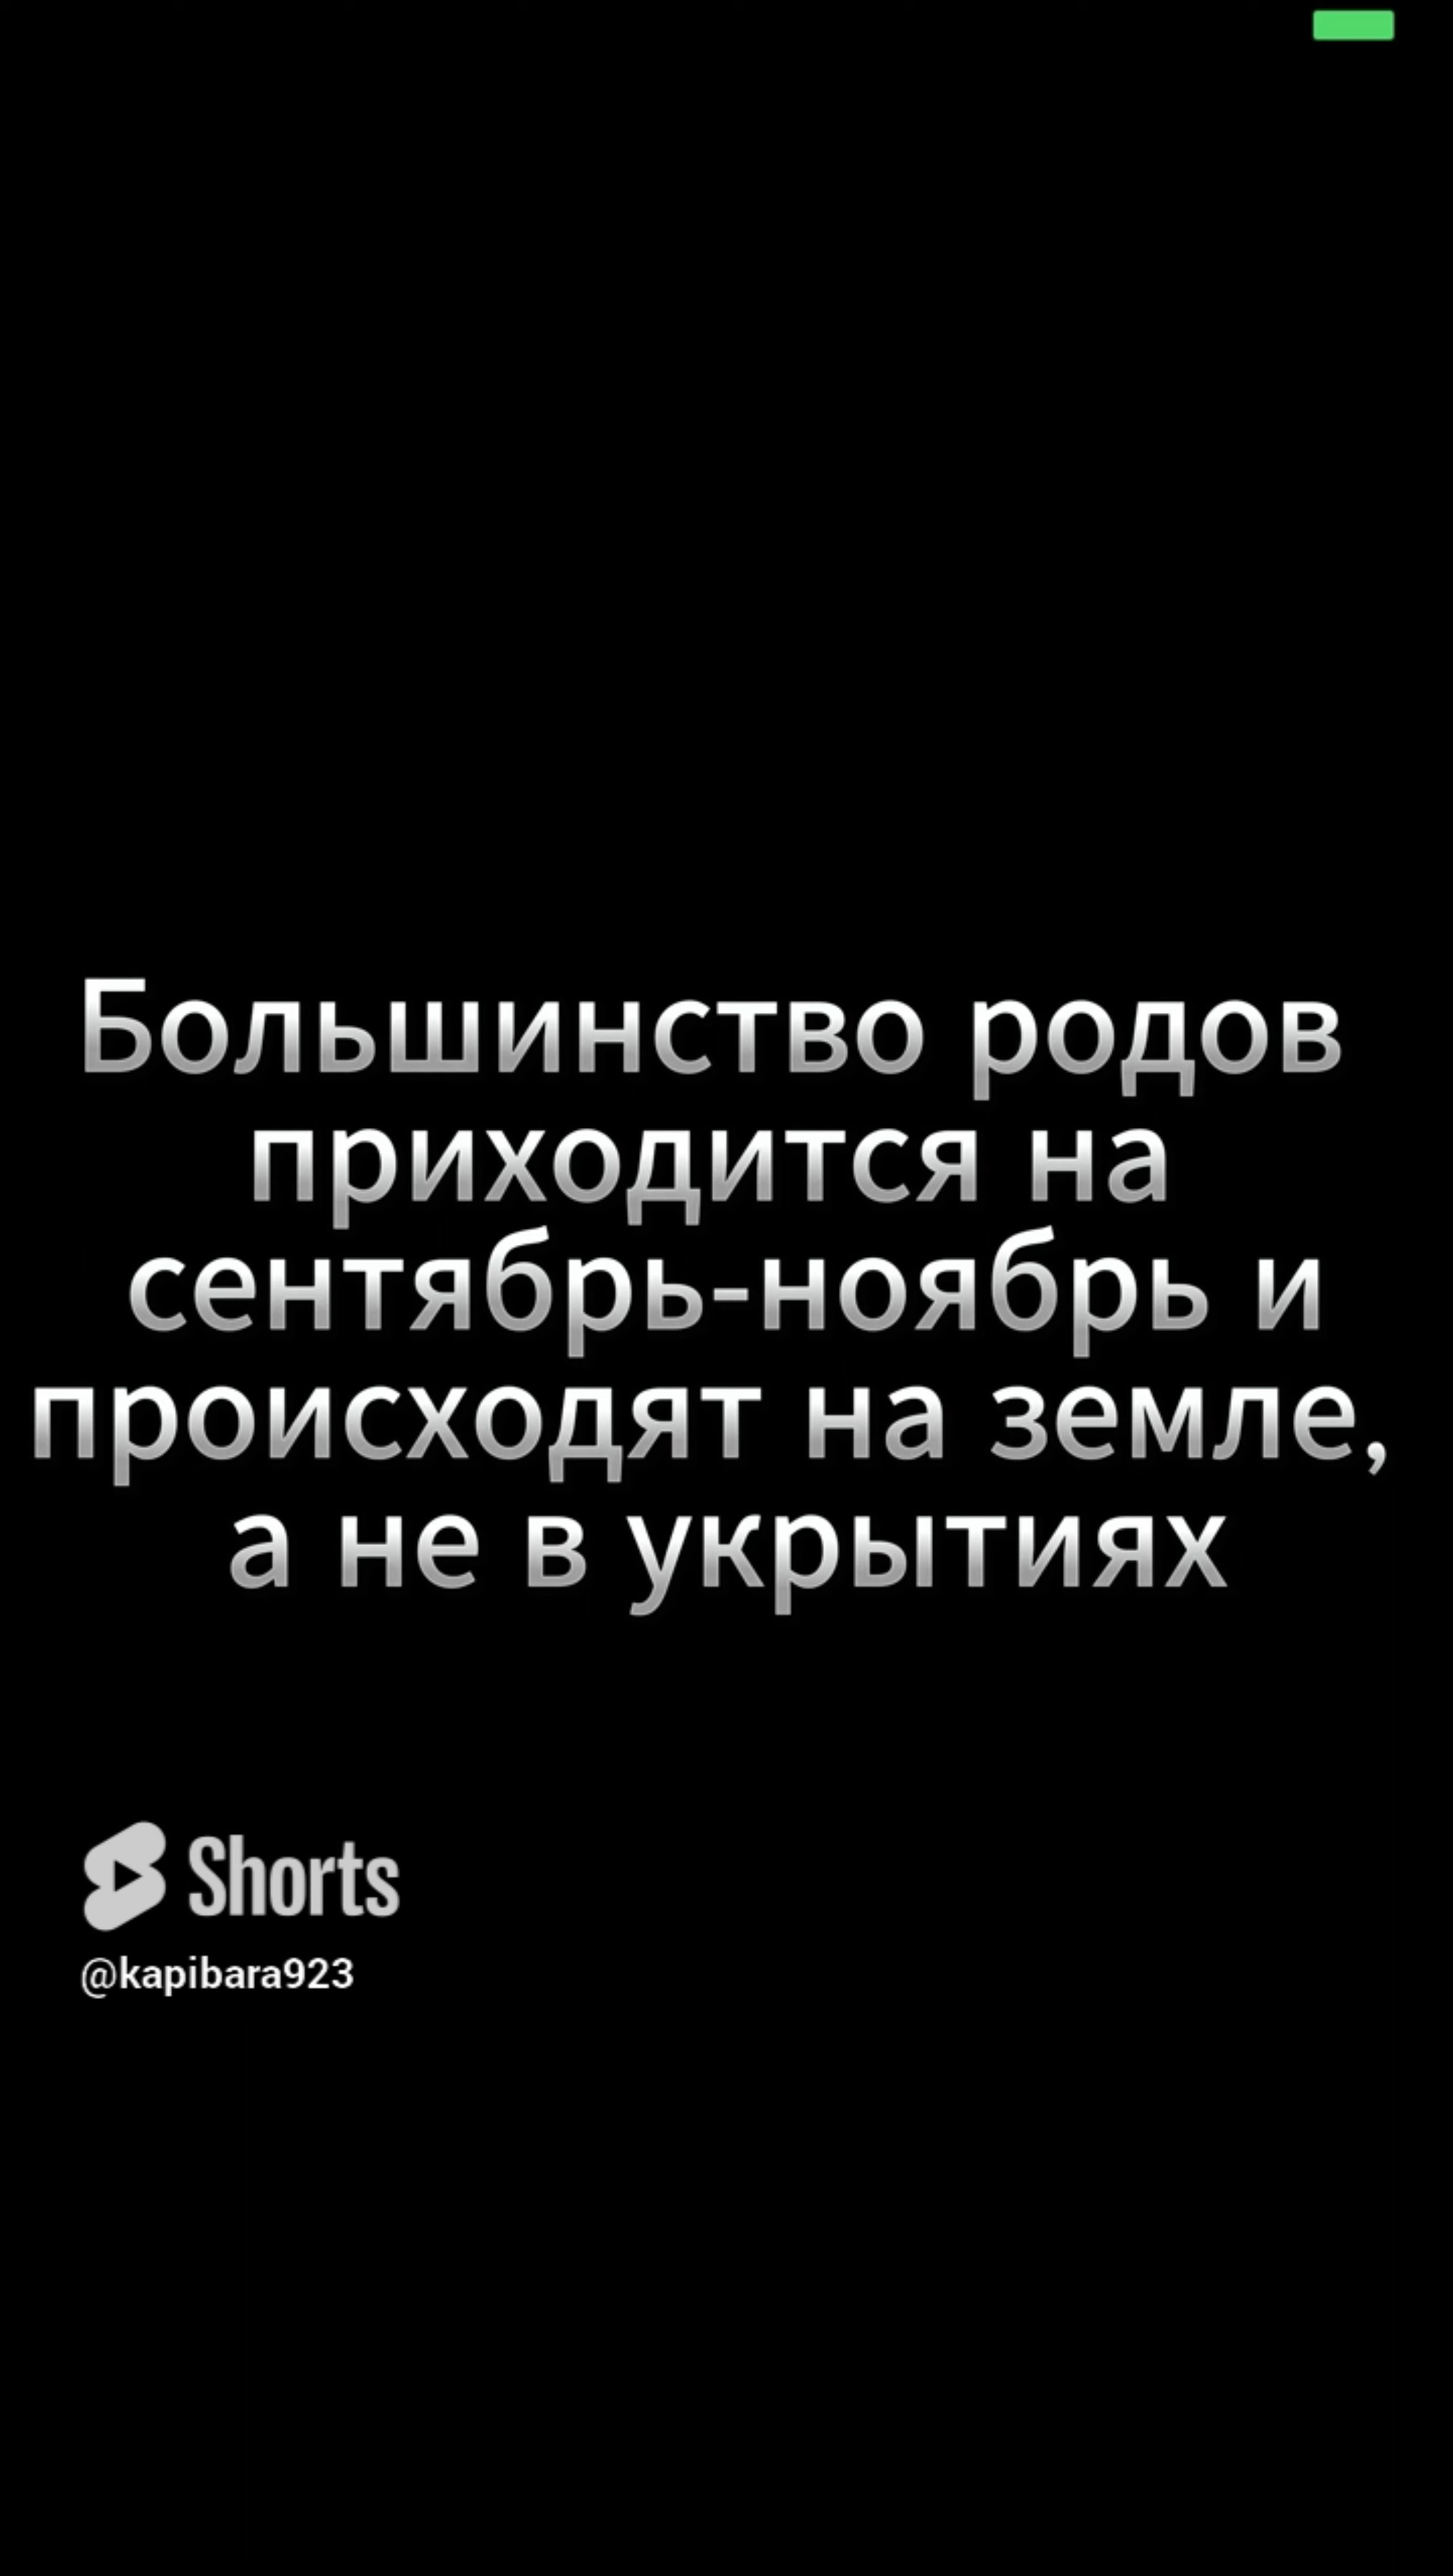 Большинство родов
приходится на
сентябрь-ноябрь и
происходят на земле,
а не в укрытиях
Shorts
@kapibara923